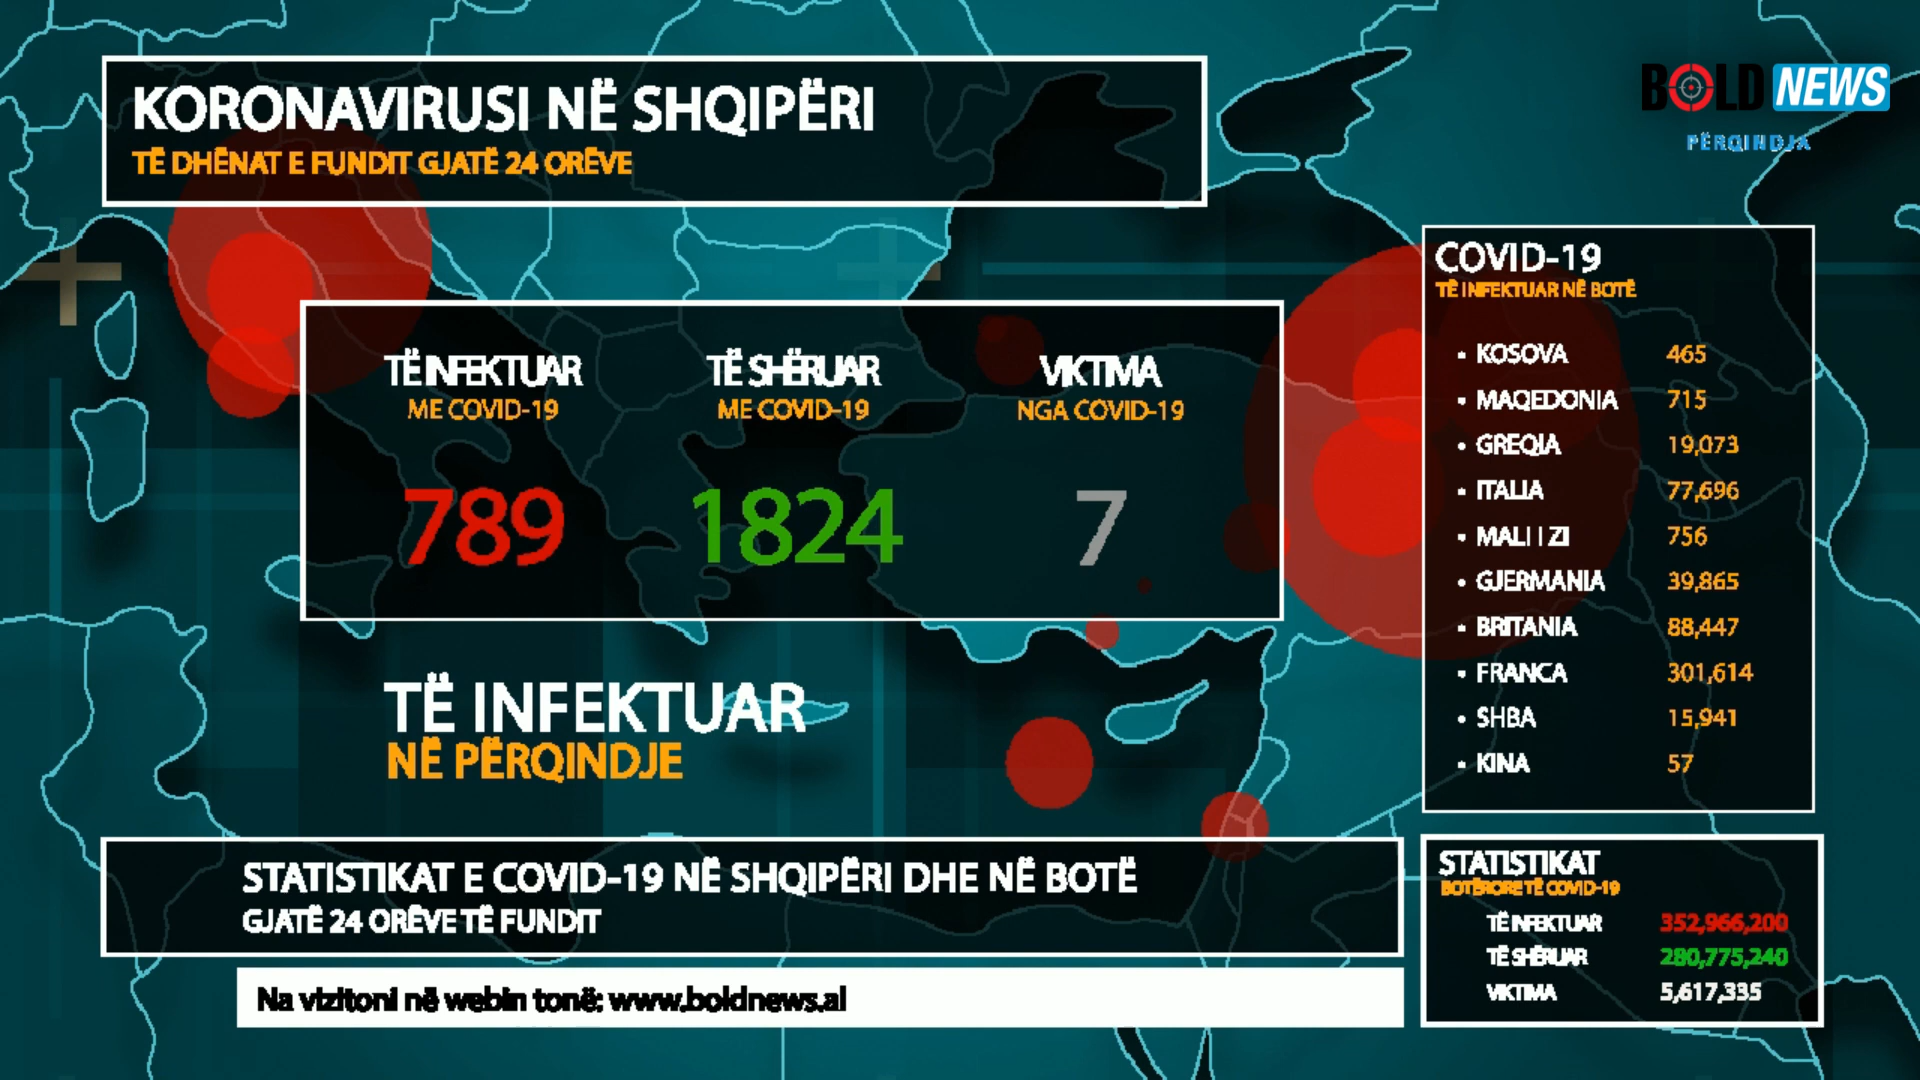 KORONAVIRUSI NË SHQIPËRI
TË DHËNAT E FUNDIT GJATË 24 ORËVE
BOLD NEWS
PËRQINDJA
TË INFEKTUAR
ME COVID-19
789
TË SHËRUAR
ME COVID-19
1824
VIKTIMA
NGA COVID-19
7
TË INFEKTUAR
NË PËRQINDJE
COVID-19
TË INFEKTUAR NË BOTË
• KOSOVA 465
• MAQEDONIA 715
• GREQIA 19,073
• ITALIA 77,696
• MALI I ZI 756
• GJERMANIA 39,865
• BRITANIA 88,447
• FRANCA 301,614
• SHBA 15,941
• KINA 57
STATISTIKAT E COVID-19 NË SHQIPËRI DHE NË BOTË
GJATË 24 ORËVE TË FUNDIT
Na vizitoni në webin tonë: www.boldnews.al
STATISTIKAT
BOTËRORE TË COVID-19
TË INFEKTUAR 352,966,200
TË SHËRUAR 280,775,240
VIKTIMA 5,617,335